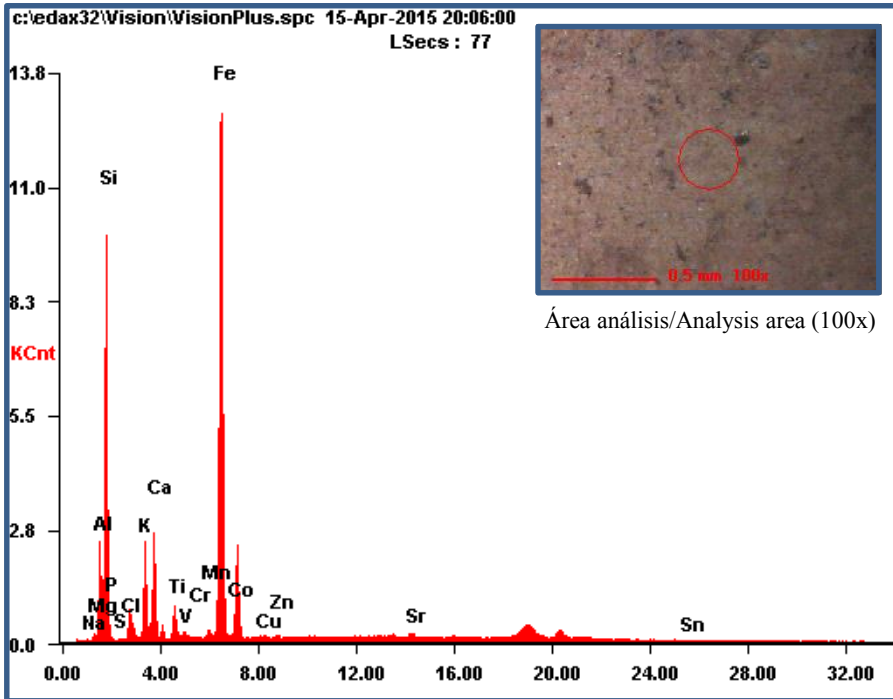 c:\edax32\Vision\VisionPlus.spc 15-Apr-2015 20:06:00
LSecs : 77
13.8
11.0
8.3
KCnt
5.5
2.8
0.0
Fe
Si
Ca
Al
K
P
Mg
Na
S
Cl
Ti
V
Cr
Mn
Co
Cu
Zn
Sr
Sn
0.00 4.00 8.00 12.00 16.00 20.00 24.00 28.00 32.00
0.5 mm 100x
Área análisis/Analysis area (100x)